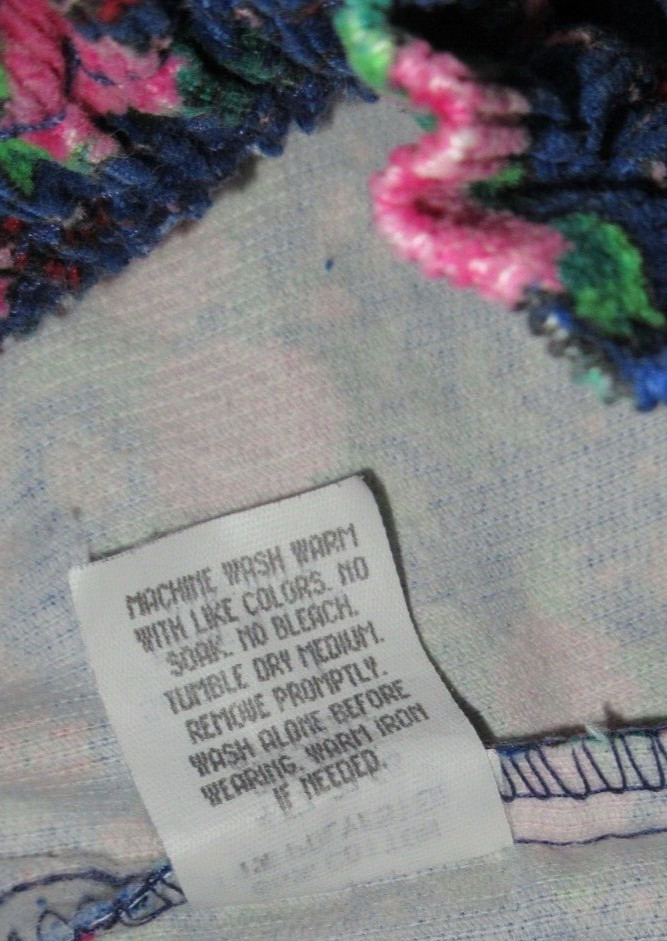 MACHINE WASH WARM
WITH LIKE COLORS. NO
SOAK. NO BLEACH.
TUMBLE DRY MEDIUM.
REMOVE PROMPTLY.
WASH ALONE BEFORE
WEARING. WARM IRON
IF NEEDED.